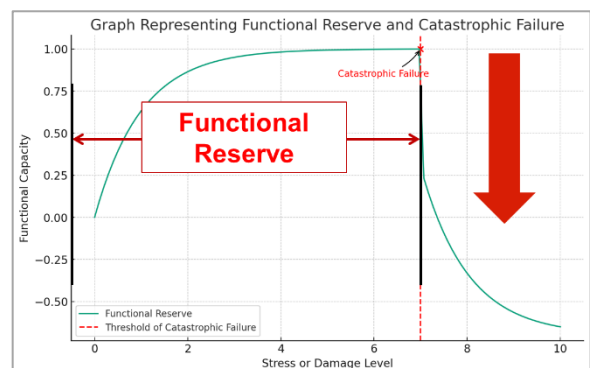 Graph Representing Functional Reserve and Catastrophic Failure
1.00
0.75
0.50
0.25
0.00
−0.25
−0.50
Functional Capacity
Catastrophic Failure
Functional
Reserve
Functional Reserve
Threshold of Catastrophic Failure
0
2
4
6
8
10
Stress or Damage Level